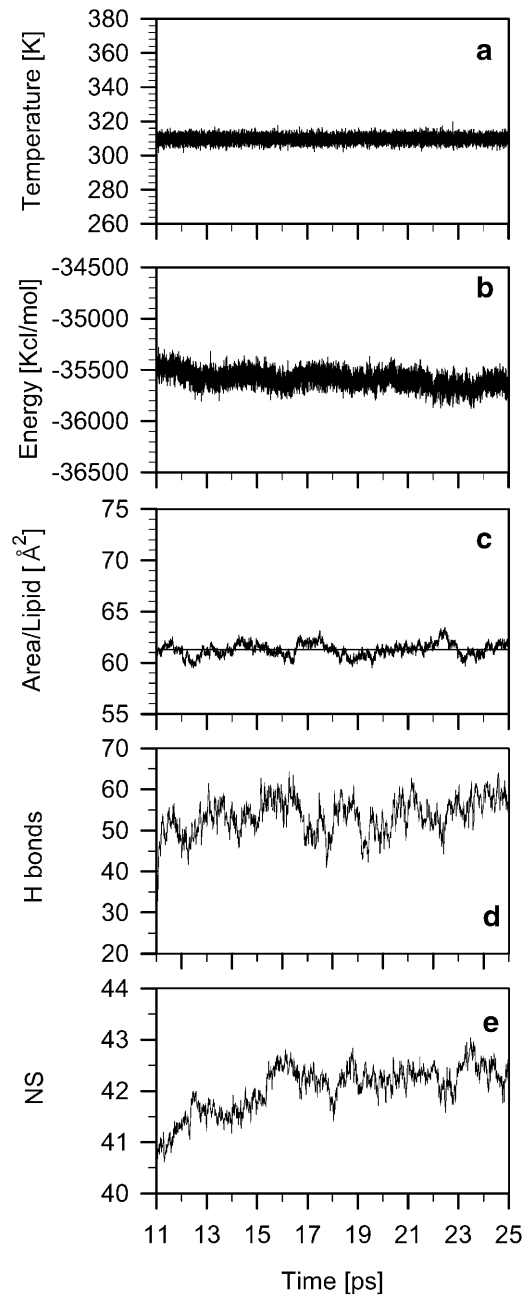 380
360
340
320
300
280
260
Temperature [K]
a
-34500
-35000
-35500
-36000
-36500
Energy [Kcl/mol]
b
75
70
65
60
55
Area/Lipid [ Å²]
c
70
60
50
40
30
20
H bonds
d
44
43
42
41
40
NS
e
11 13 15 17 19 21 23 25
Time [ps]